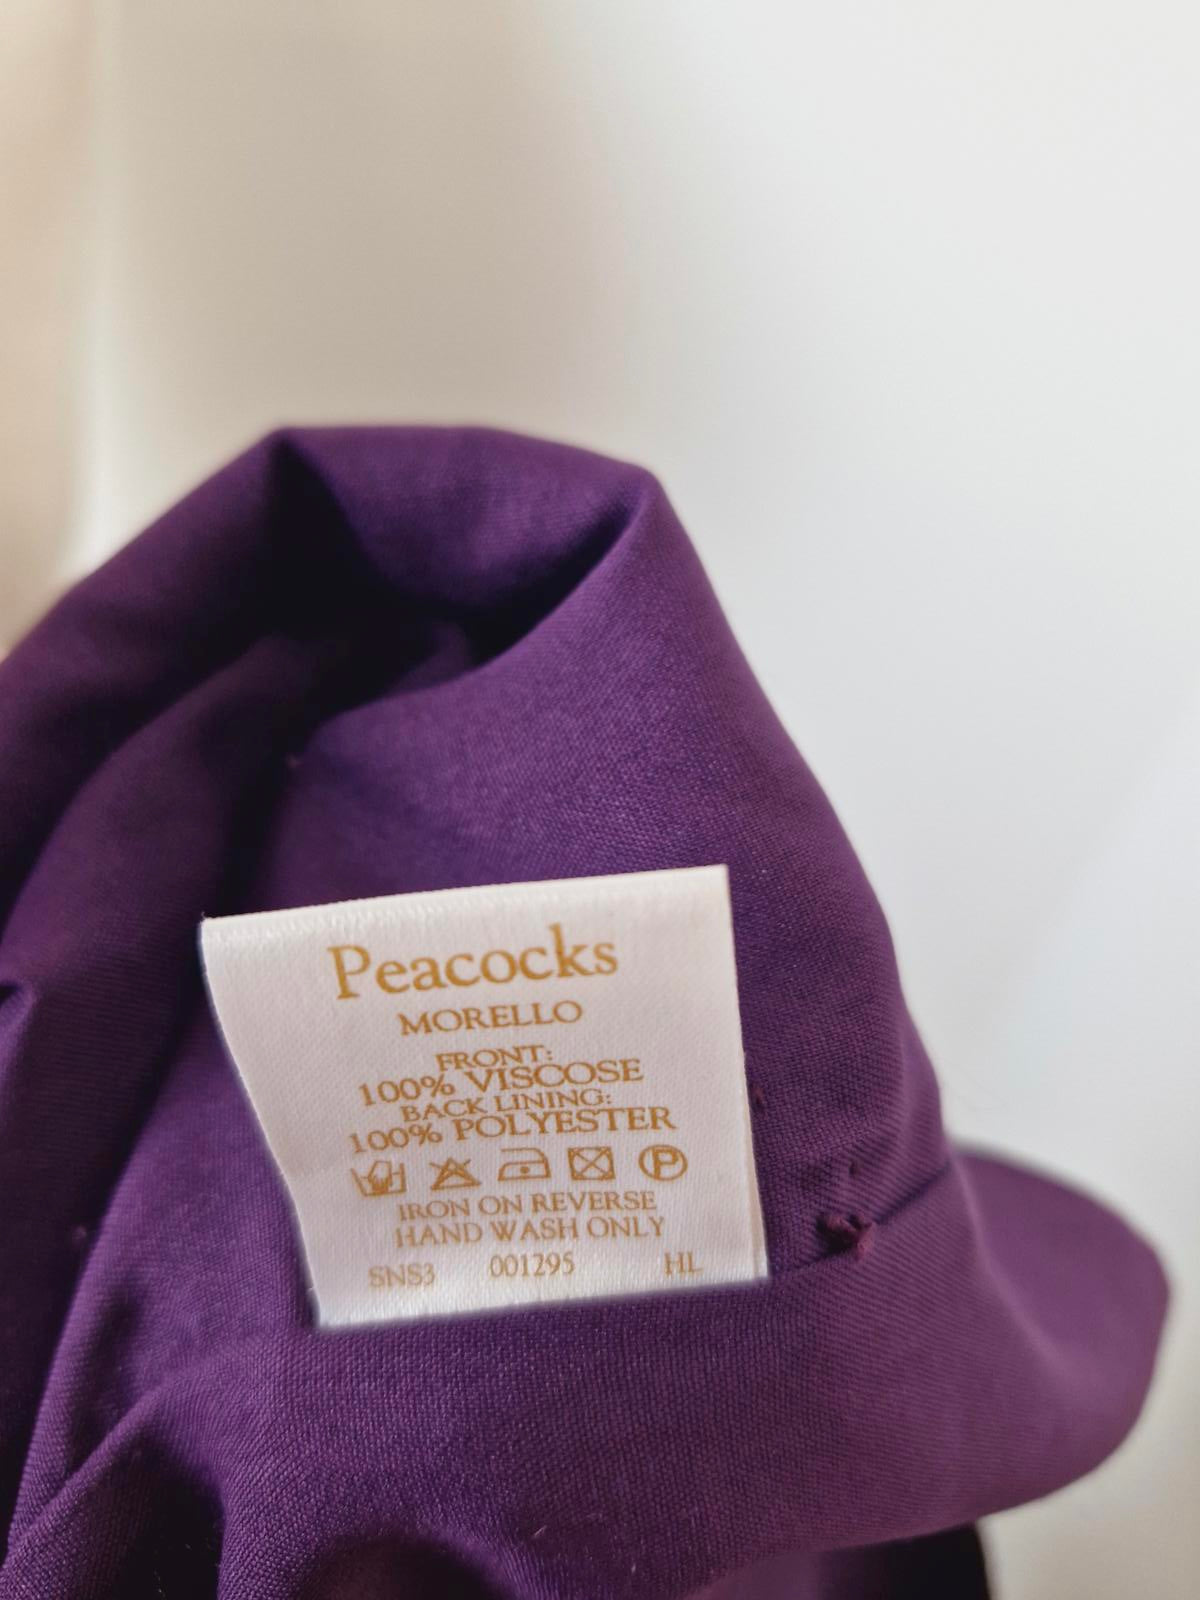 Peacocks
MORELLO
FRONT:
100% VISCOSE
BACK LINING:
100% POLYESTER
P
IRON ON REVERSE
HAND WASH ONLY
SNS3 001295 HL